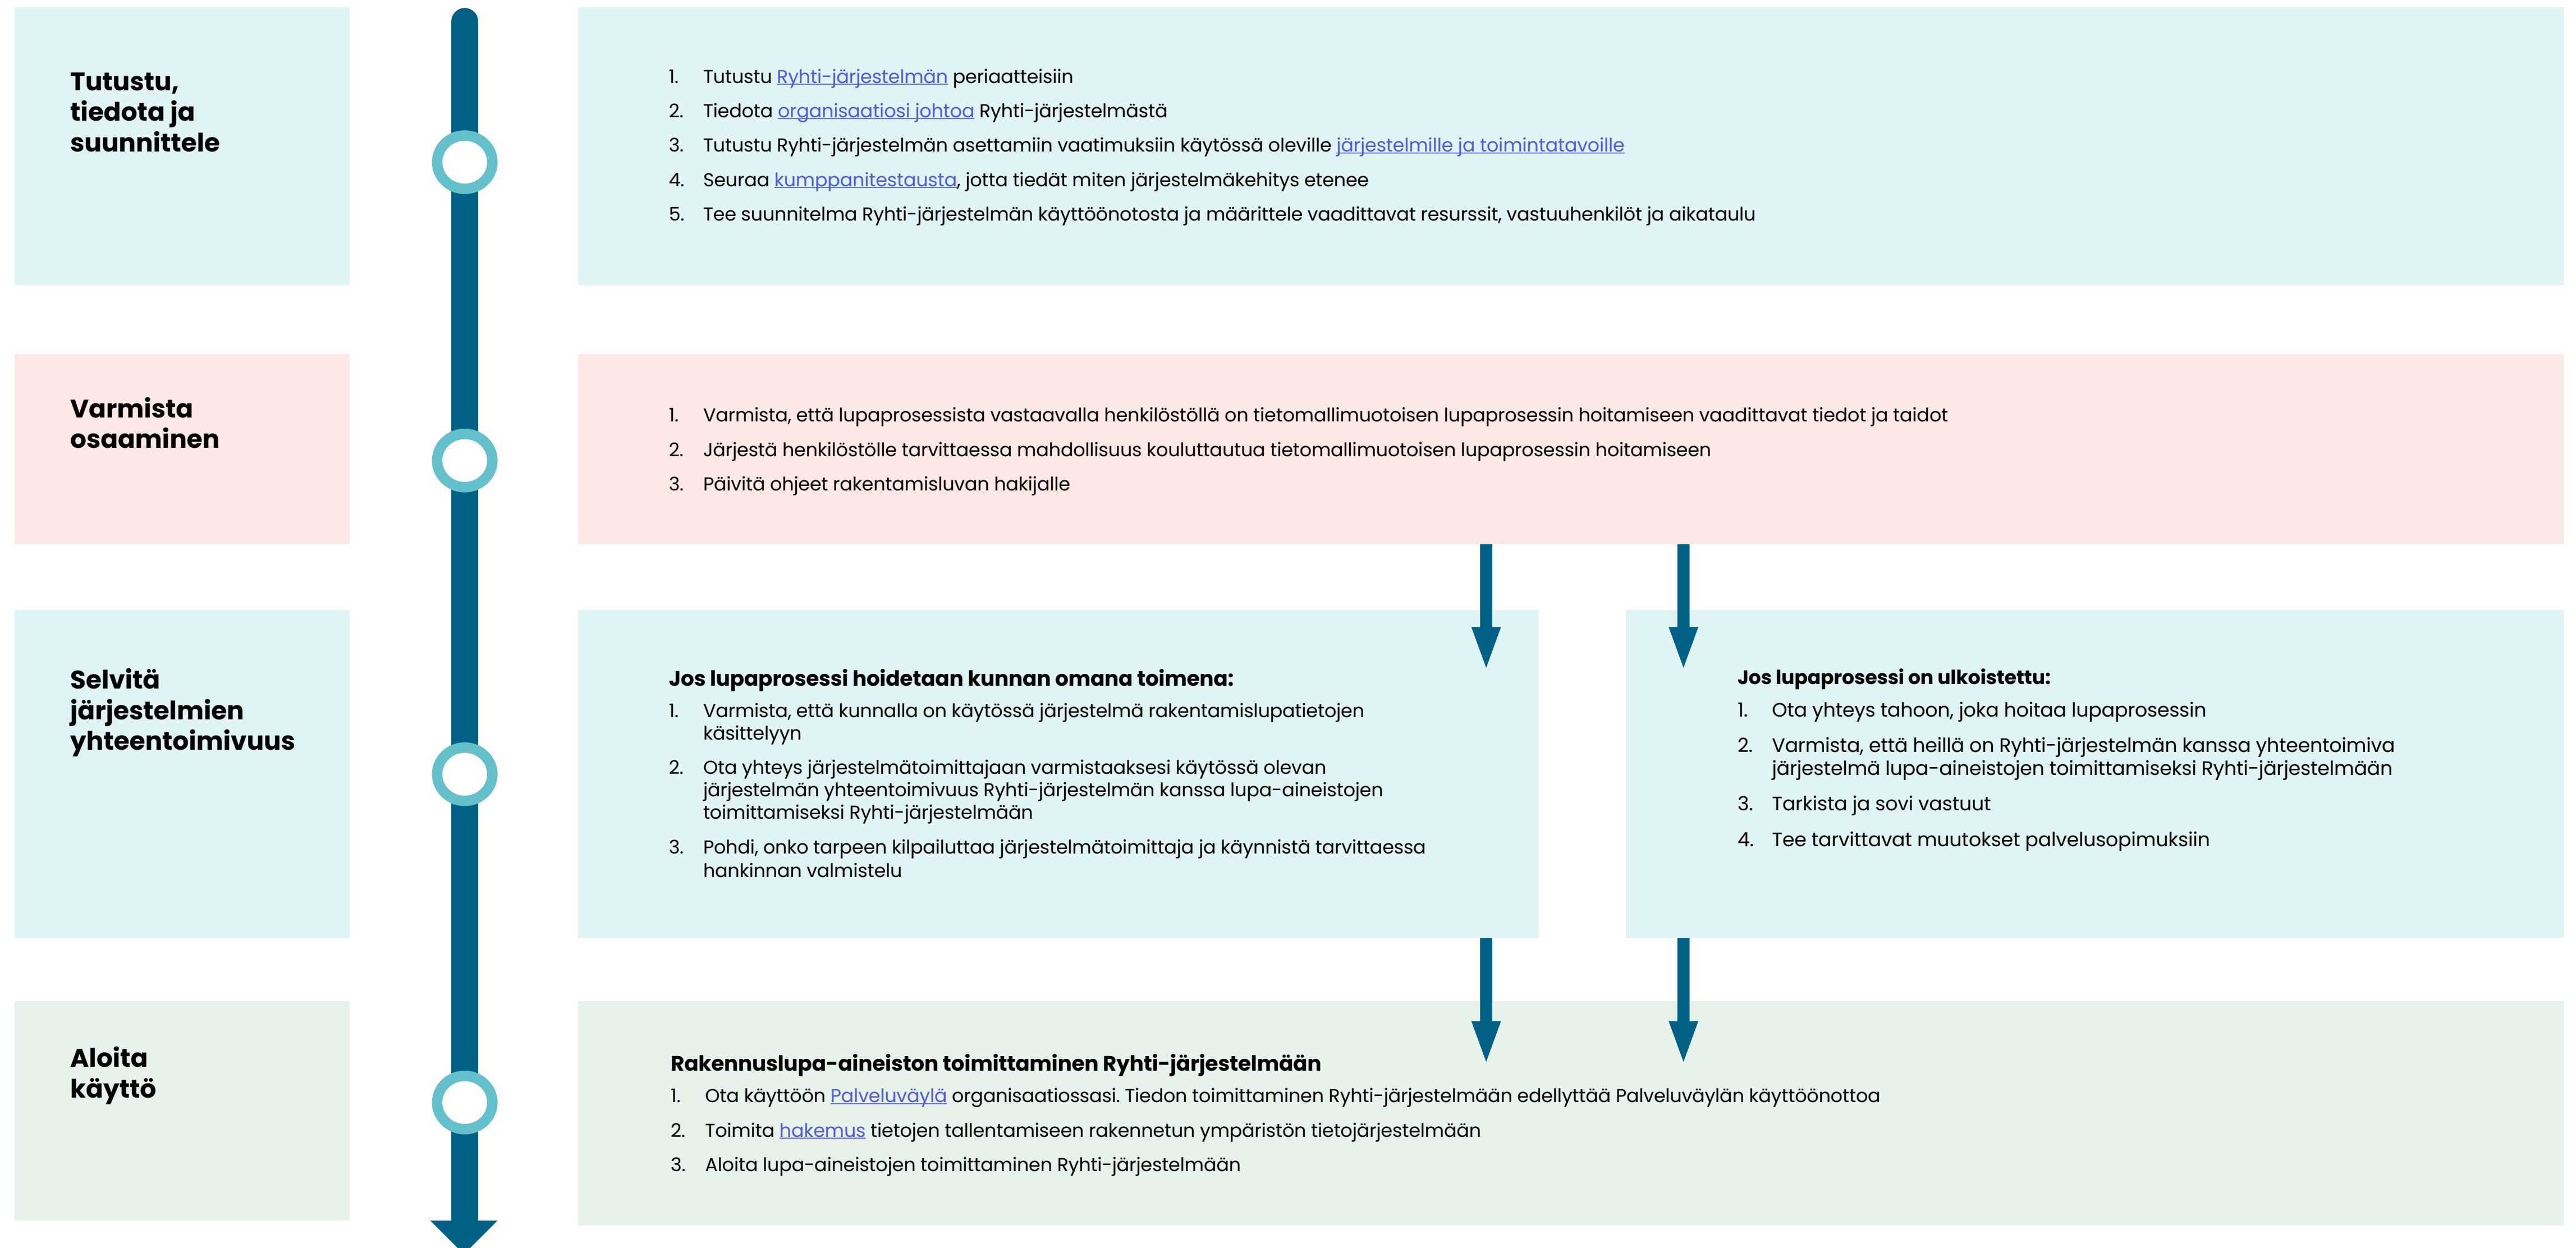 Tutustu,
tiedota ja
suunnittele
1. Tutustu Ryhti-järjestelmän periaatteisiin
2. Tiedota organisaatiosi johtoa Ryhti-järjestelmästä
3. Tutustu Ryhti-järjestelmän asettamiin vaatimuksiin käytössä oleville järjestelmille ja toimintatavoille
4. Seuraa kumppanitestausta, jotta tiedät miten järjestelmäkehitys etenee
5. Tee suunnitelma Ryhti-järjestelmän käyttöönotosta ja määrittele vaadittavat resurssit, vastuuhenkilöt ja aikataulu
Varmista
osaaminen
1. Varmista, että lupaprosessista vastaavalla henkilöstöllä on tietomallimuotoisen lupaprosessin hoitamiseen vaadittavat tiedot ja taidot
2. Järjestä henkilöstölle tarvittaessa mahdollisuus kouluttautua tietomallimuotoisen lupaprosessin hoitamiseen
3. Päivitä ohjeet rakentamisluvan hakijalle
Selvitä
järjestelmien
yhteentoimivuus
Jos lupaprosessi hoidetaan kunnan omana toimena:
1. Varmista, että kunnalla on käytössä järjestelmä rakentamislupatietojen
käsittelyyn
2. Ota yhteys järjestelmätoimittajaan varmistaaksesi käytössä olevan
järjestelmän yhteentoimivuus Ryhti-järjestelmän kanssa lupa-aineistojen
toimittamiseksi Ryhti-järjestelmään
3. Pohdi, onko tarpeen kilpailuttaa järjestelmätoimittaja ja käynnistä tarvittaessa
hankinnan valmistelu
Jos lupaprosessi on ulkoistettu:
1. Ota yhteys tahoon, joka hoitaa lupaprosessin
2. Varmista, että heillä on Ryhti-järjestelmän kanssa yhteentoimiva
järjestelmä lupa-aineistojen toimittamiseksi Ryhti-järjestelmään
3. Tarkista ja sovi vastuut
4. Tee tarvittavat muutokset palvelusopimuksiin
Aloita
käyttö
Rakennuslupa-aineiston toimittaminen Ryhti-järjestelmään
1. Ota käyttöön Palveluväylä organisaatiossasi. Tiedon toimittaminen Ryhti-järjestelmään edellyttää Palveluväylän käyttöönottoa
2. Toimita hakemus tietojen tallentamiseen rakennetun ympäristön tietojärjestelmään
3. Aloita lupa-aineistojen toimittaminen Ryhti-järjestelmään